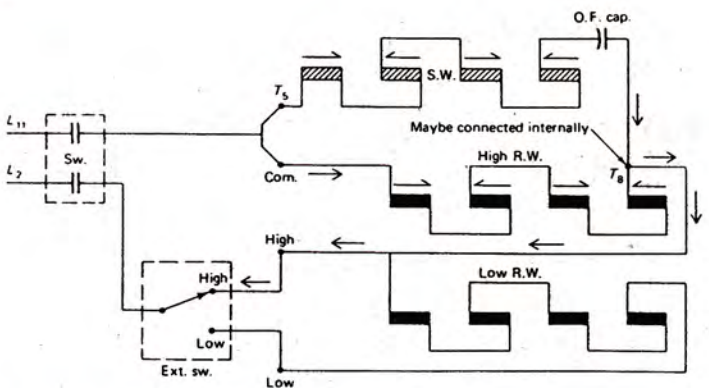 O.F. cap.
S.W.
T5
L11
Sw.
Maybe connected internally
L2
Com.
High R.W.
T8
High
High
Low R.W.
Low
Ext. sw.
Low